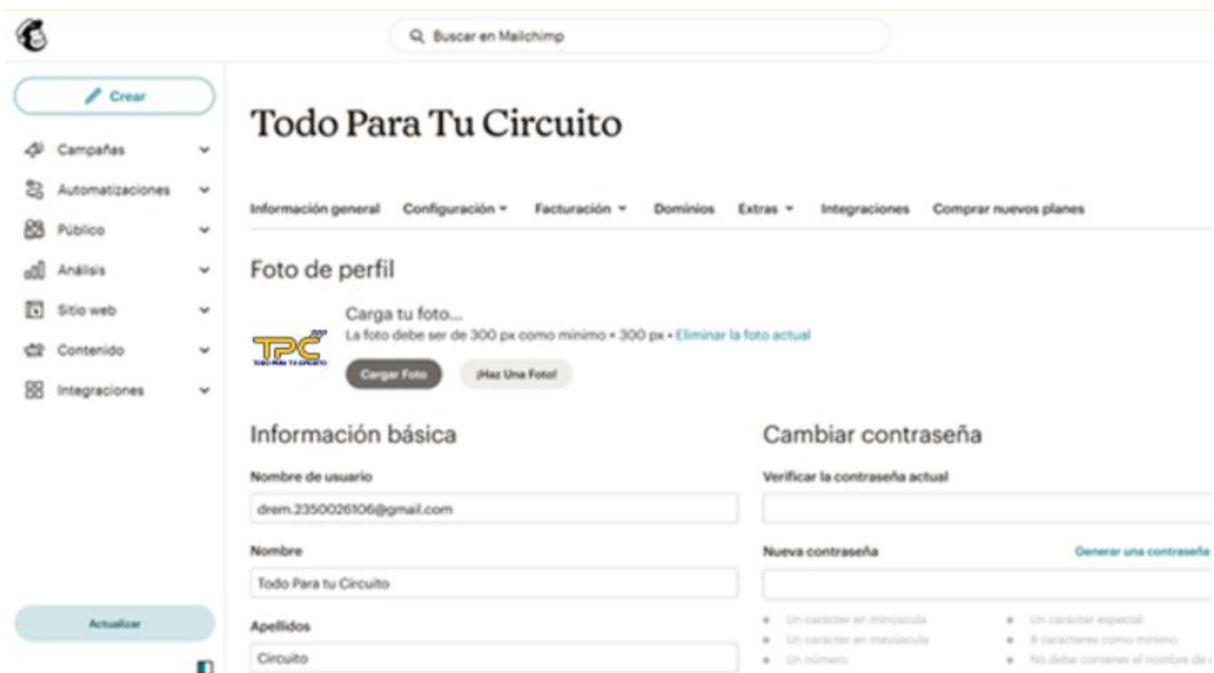 Buscar en Mailchimp
Crear
Campañas
Automatizaciones
Público
Análisis
Sitio web
Contenido
Integraciones
Actualizar
Todo Para Tu Circuito
Información general Configuración Facturación Dominios Extras Integraciones Comprar nuevos planes
Foto de perfil
TPC
TODO PARA TU CIRCUITO
Carga tu foto...
La foto debe ser de 300 px como mínimo × 300 px • Eliminar la foto actual
Cargar Foto ¡Haz Una Foto!
Información básica
Nombre de usuario
drem.2350026106@gmail.com
Nombre
Todo Para tu Circuito
Apellidos
Circuito
Cambiar contraseña
Verificar la contraseña actual
Nueva contraseña Generar una contraseña
Un carácter en minúscula
Un carácter en mayúscula
Un número
Un carácter especial
8 caracteres como mínimo
No debe contener el nombre de